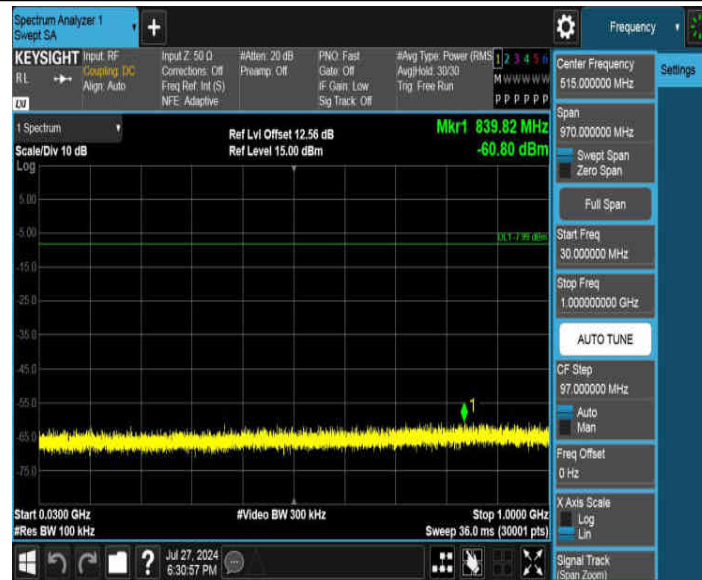 Spectrum Analyzer 1
Swept SA
+
Frequency
KEYSIGHT
RL
LXI
Input: RF
Coupling: DC
Align: Auto
Input Z: 50 Ω
Corrections: Off
Freq Ref: Int (S)
NFE: Adaptive
#Atten: 20 dB
Preamp: Off
PNO: Fast
Gate: Off
IF Gain: Low
Sig Track: Off
#Avg Type: Power (RMS
Avg|Hold: 30/30
Trig: Free Run
1 2 3 4 5 6
M W W W W W
P P P P P P
1 Spectrum
Scale/Div 10 dB
Log
Ref Lvl Offset 12.56 dB
Ref Level 15.00 dBm
Mkr1 839.82 MHz
-60.80 dBm
5.00
-5.00
DL1 -7.99 dBm
-15.0
-25.0
-35.0
-45.0
-55.0
-65.0
-75.0
1
Start 0.0300 GHz
#Res BW 100 kHz
#Video BW 300 kHz
Stop 1.0000 GHz
Sweep 36.0 ms (30001 pts)
?
Jul 27, 2024
6:30:57 PM
Center Frequency
515.000000 MHz
Settings
Span
970.000000 MHz
Swept Span
Zero Span
Full Span
Start Freq
30.000000 MHz
Stop Freq
1.000000000 GHz
AUTO TUNE
CF Step
97.000000 MHz
Auto
Man
Freq Offset
0 Hz
X Axis Scale
Log
Lin
Signal Track
(Span Zoom)